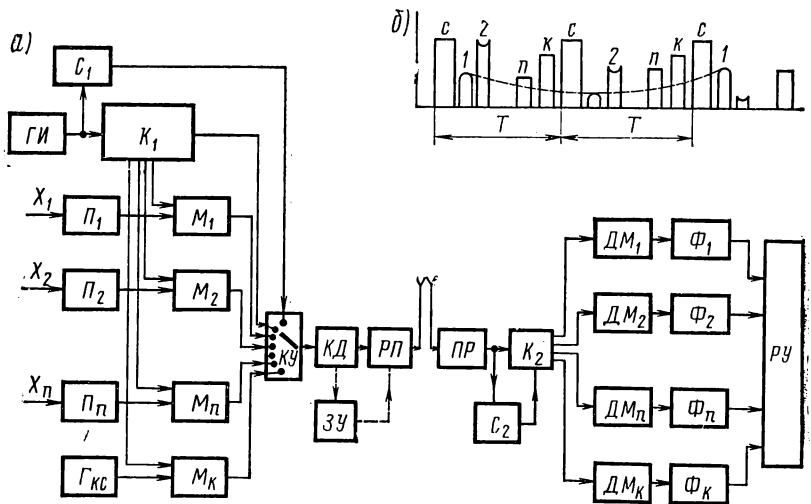 а)
б)
с 1 2 п к с 2 п к с 1
T T
С₁
ГИ
К₁
X₁ П₁ М₁
X₂ П₂ М₂
Xп Пп Мп
Гкс Мк
КУ
КД РП
ЗУ
ПР К₂
С₂
ДМ₁ Ф₁
ДМ₂ Ф₂
ДМп Фп
ДМк Фк
РУ